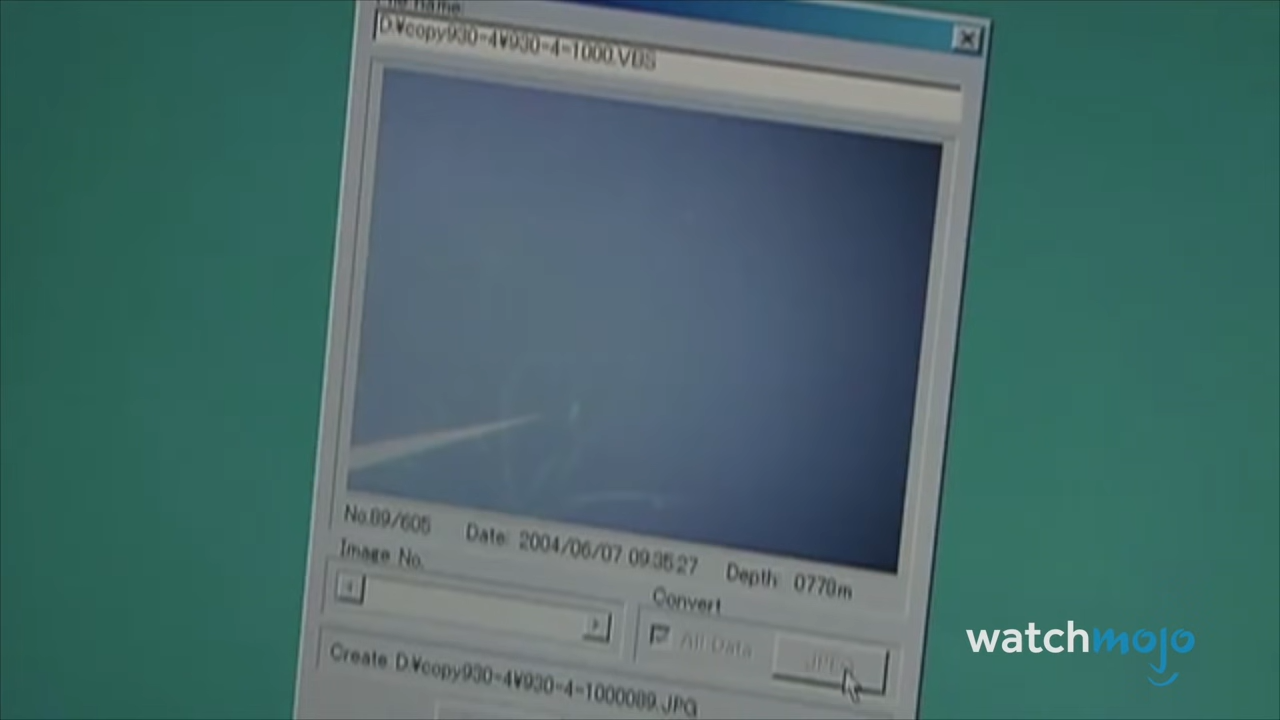 File Name:
D:¥copy930-4¥930-4-1000.VBS
No.89/605 Date: 2004/06/07 09:35:27 Depth: 0778m
Image No.
Convert
All Data
JPEG
Create D:¥copy930-4¥930-4-1000089.JPG
watchmojo